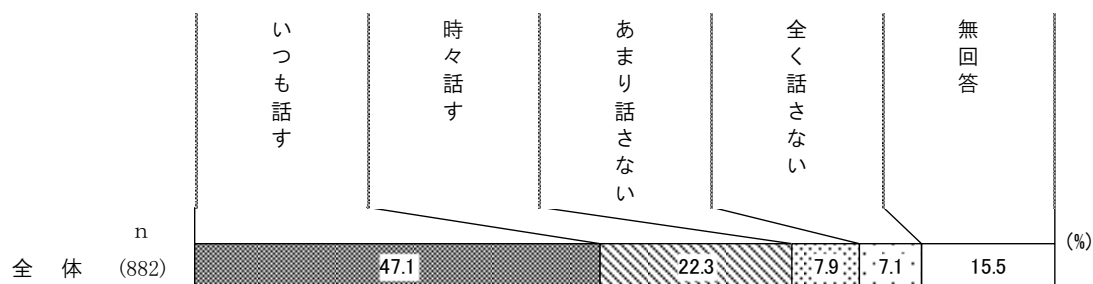 いつも話す
時々話す
あまり話さない
全く話さない
無回答
(%)
n
全 体 (882)
47.1
22.3
7.9
7.1
15.5